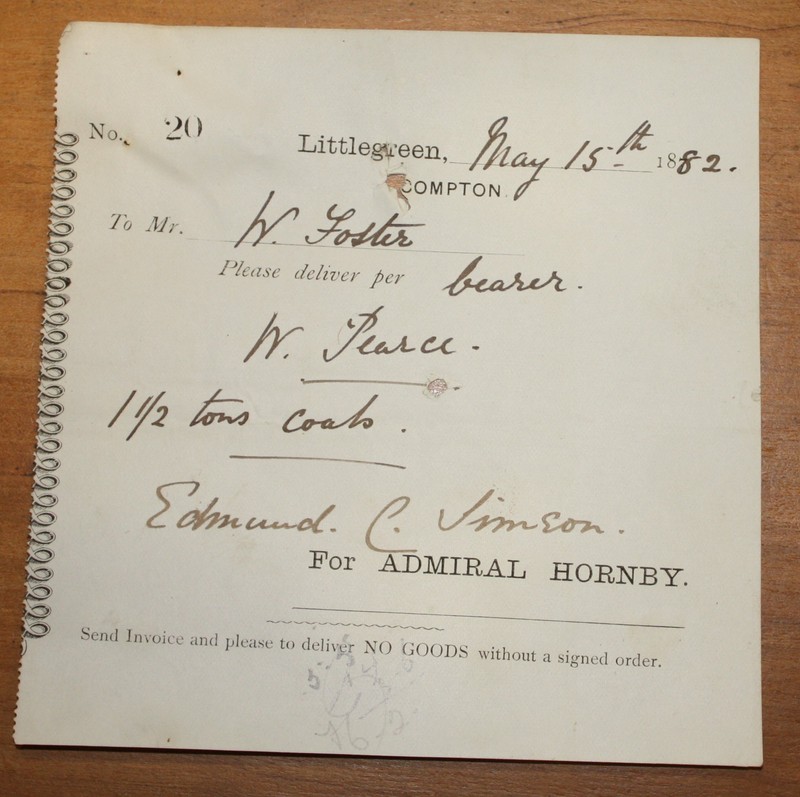 No. 20
Littlegreen, May 15th 1882.
COMPTON.
To Mr. W. Foster
Please deliver per bearer.
W. Pearce.
1 1/2 tons coals.
Edmund. C. Simson.
For ADMIRAL HORNBY.
Send Invoice and please to deliver NO GOODS without a signed order.